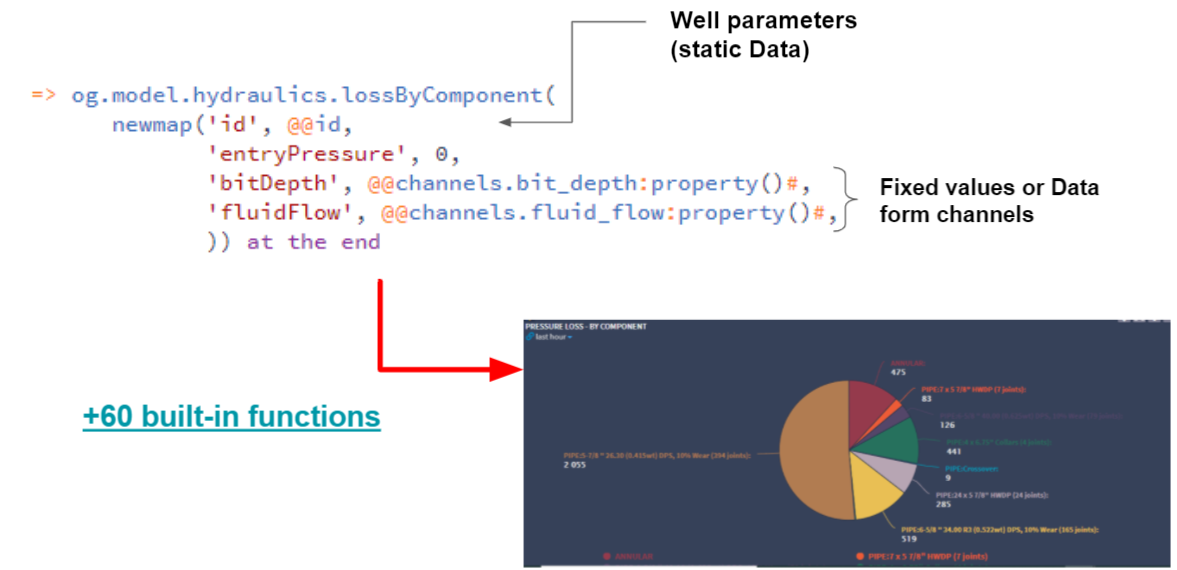 Well parameters
(static Data)
=> og.model.hydraulics.lossByComponent(
newmap('id', @@id,
'entryPressure', 0,
'bitDepth', @@channels.bit_depth:property()#,
'fluidFlow', @@channels.fluid_flow:property()#,
)) at the end
Fixed values or Data
form channels
+60 built-in functions
PRESSURE LOSS - BY COMPONENT
last hour
ANNULAR:
475
PIPE:7 x 5 7/8" HWDP (7 joints):
83
126
441
PIPE:Crossover:
9
PIPE:24 x 5 7/8" HWDP (24 joints):
285
PIPE:6-5/8 " 34.00 R3 (0.522wt) DPS, 10% Wear (165 joints):
519
PIPE:5-7/8 " 26.30 (0.415wt) DPS, 10% Wear (394 joints):
2 055
ANNULAR
PIPE:7 x 5 7/8" HWDP (7 joints)